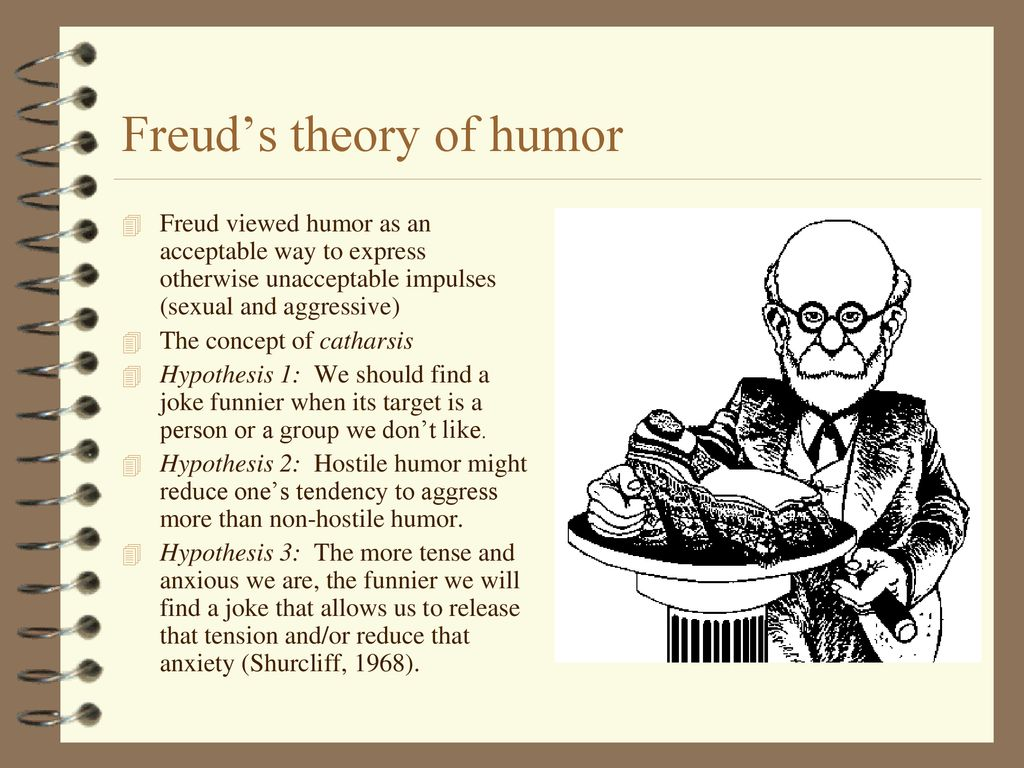 Freud’s theory of humor
Freud viewed humor as an
acceptable way to express
otherwise unacceptable impulses
(sexual and aggressive)
The concept of catharsis
Hypothesis 1:  We should find a
joke funnier when its target is a
person or a group we don’t like.
Hypothesis 2:  Hostile humor might
reduce one’s tendency to aggress
more than non-hostile humor.
Hypothesis 3:  The more tense and
anxious we are, the funnier we will
find a joke that allows us to release
that tension and/or reduce that
anxiety (Shurcliff, 1968).